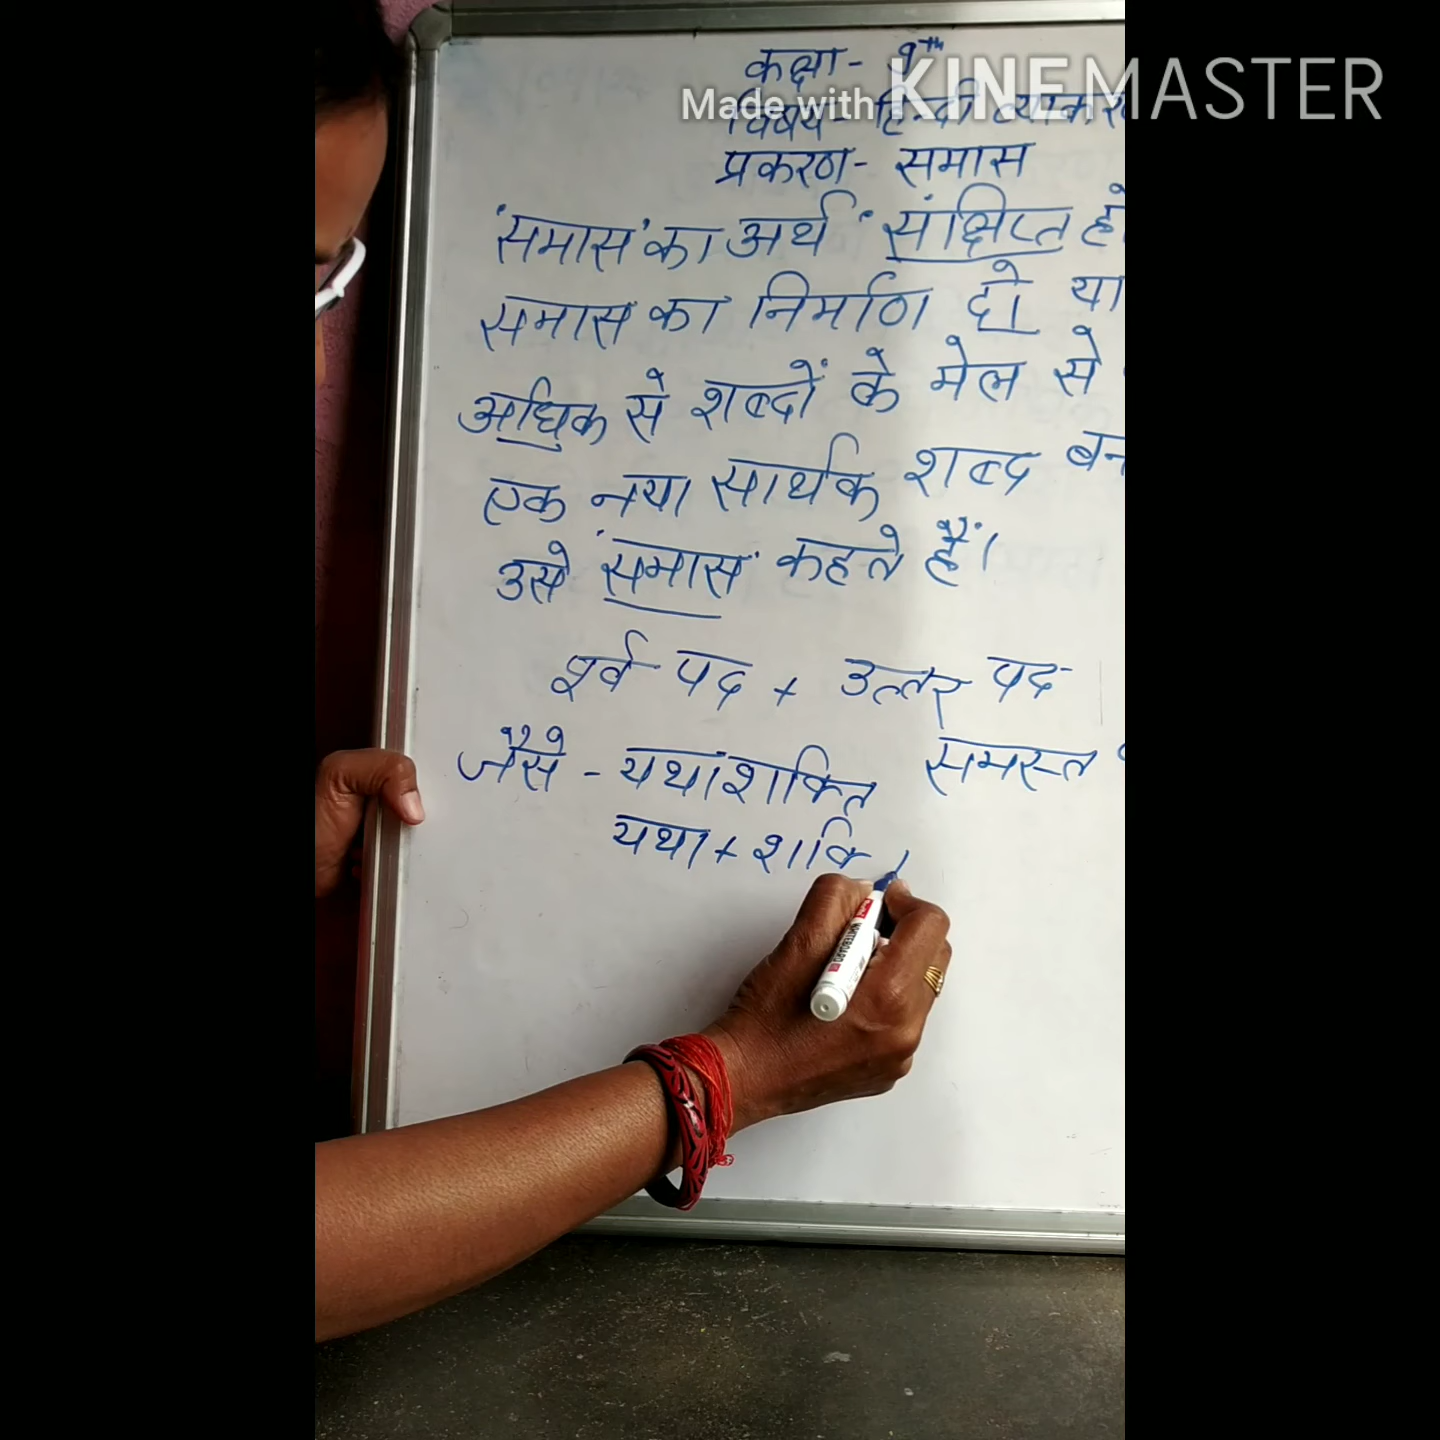 कक्षा - 9th
Made with KINEMASTER
विषय - हिन्दी
प्रकरण - समास
'समास' का अर्थ 'संक्षिप्त
समास का निर्माण दो या
अधिक से शब्दों के मेल से
एक नया सार्थक शब्द
उसे 'समास' कहते हैं।
पूर्व पद + उत्तर पद
जैसे - यथाशक्ति समस्त
यथा + शक्ति